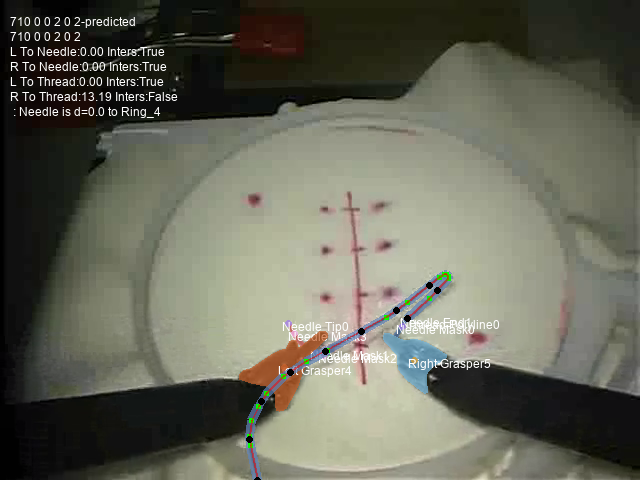 710 0 0 2 0 2-predicted
710 0 0 2 0 2
L To Needle:0.00 Inters:True
R To Needle:0.00 Inters:True
L To Thread:0.00 Inters:True
R To Thread:13.19 Inters:False
: Needle is d=0.0 to Ring_4
Needle Tip0
Needle End1
Needle Mask0
Needle Mask2
Grasper4
Right Grasper5